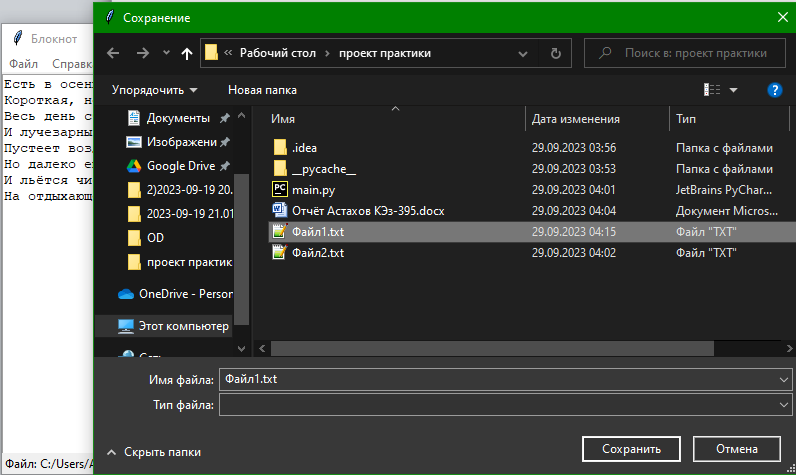 Блокнот
Файл Справк
Есть в осен
Короткая, н
Весь день с
И лучезарны
Пустеет воз
Но далеко е
И льётся чи
На отдыхающ
Файл: C:/Users/A
Сохранение
« Рабочий стол › проект практики
Поиск в: проект практики
Упорядочить Новая папка
Документы
Изображени
Google Drive
2)2023-09-19 20.
2023-09-19 21.01
OD
проект практик
OneDrive - Person
Этот компьютер
Сеть
Имя Дата изменения Тип
.idea 29.09.2023 03:56 Папка с файлами
__pycache__ 29.09.2023 03:53 Папка с файлами
main.py 29.09.2023 04:01 JetBrains PyChar...
Отчёт Астахов КЭз-395.docx 29.09.2023 04:04 Документ Micros...
Файл1.txt 29.09.2023 04:15 Файл "TXT"
Файл2.txt 29.09.2023 04:02 Файл "TXT"
Имя файла: Файл1.txt
Тип файла:
Скрыть папки
Сохранить Отмена